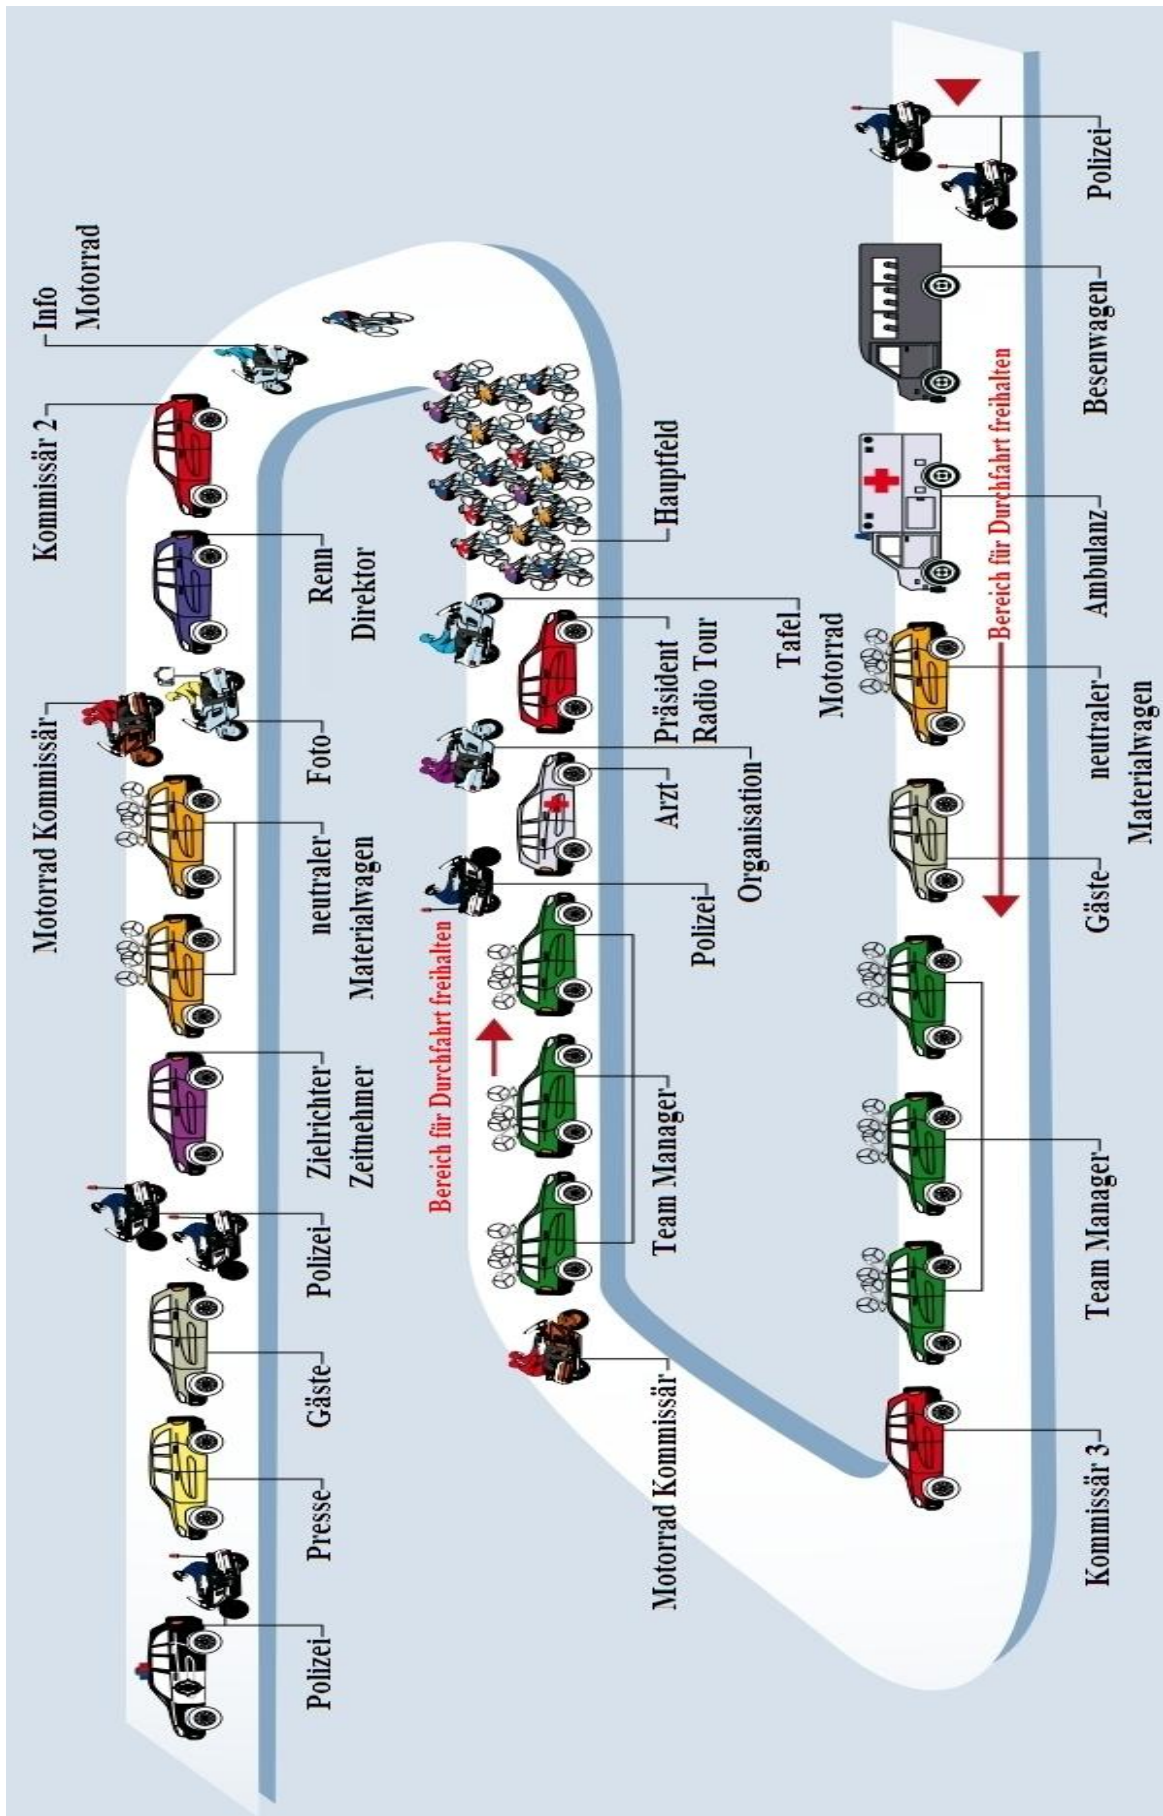 Motorrad Kommissär
Kommissär 2
Info
Motorrad
Polizei
Presse
Gäste
Polizei
Zielrichter
Zeitnehmer
neutraler
Materialwagen
Foto
Renn
Direktor
Bereich für Durchfahrt freihalten
Motorrad Kommissär
Team Manager
Polizei
Organisation
Arzt
Präsident
Radio Tour
Tafel
Motorrad
Hauptfeld
Bereich für Durchfahrt freihalten
Kommissär 3
Team Manager
Gäste
neutraler
Materialwagen
Ambulanz
Besenwagen
Polizei